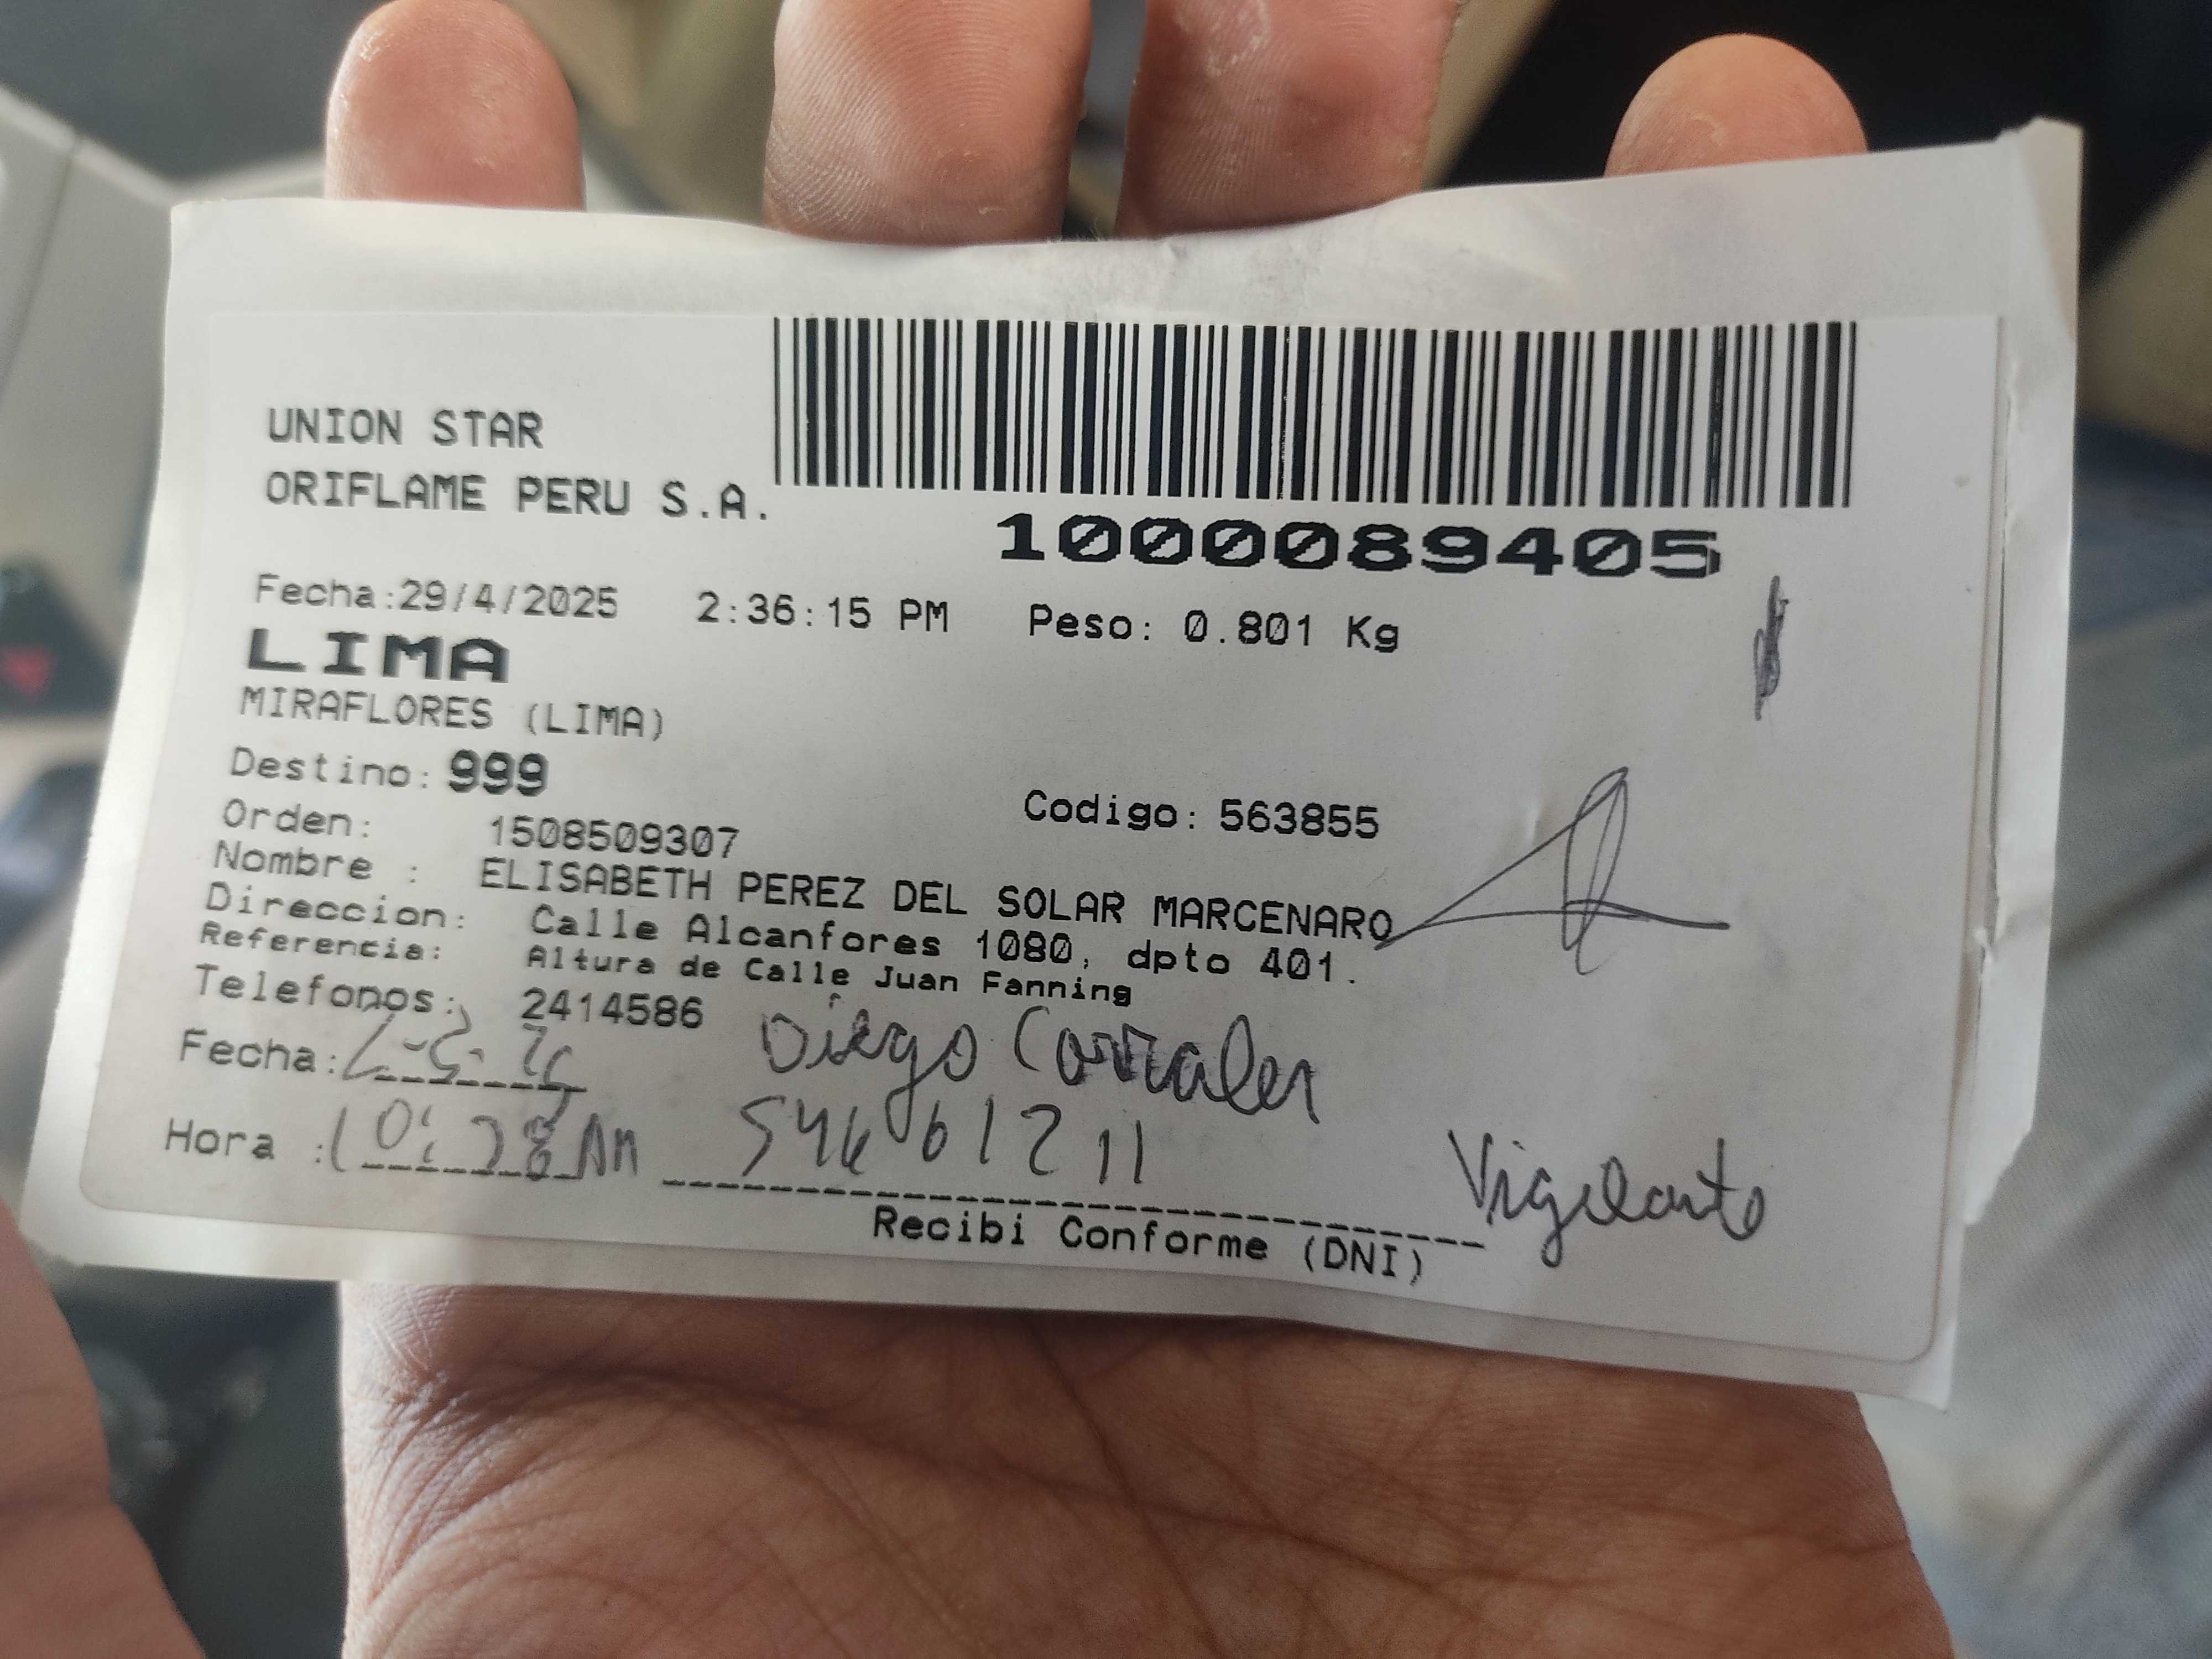 UNION STAR
ORIFLAME PERU S.A.
1000089405
Fecha:29/4/2025 2:36:15 PM Peso: 0.801 Kg
LIMA
MIRAFLORES (LIMA)
Destino: 999
Orden: 1508509307 Codigo: 563855
Nombre : ELISABETH PEREZ DEL SOLAR MARCENARO
Direccion: Calle Alcanfores 1080, dpto 401.
Referencia: Altura de Calle Juan Fanning
Telefonos: 2414586
Fecha: Diego Corrales
Hora :
Vigilante
Recibi Conforme (DNI)